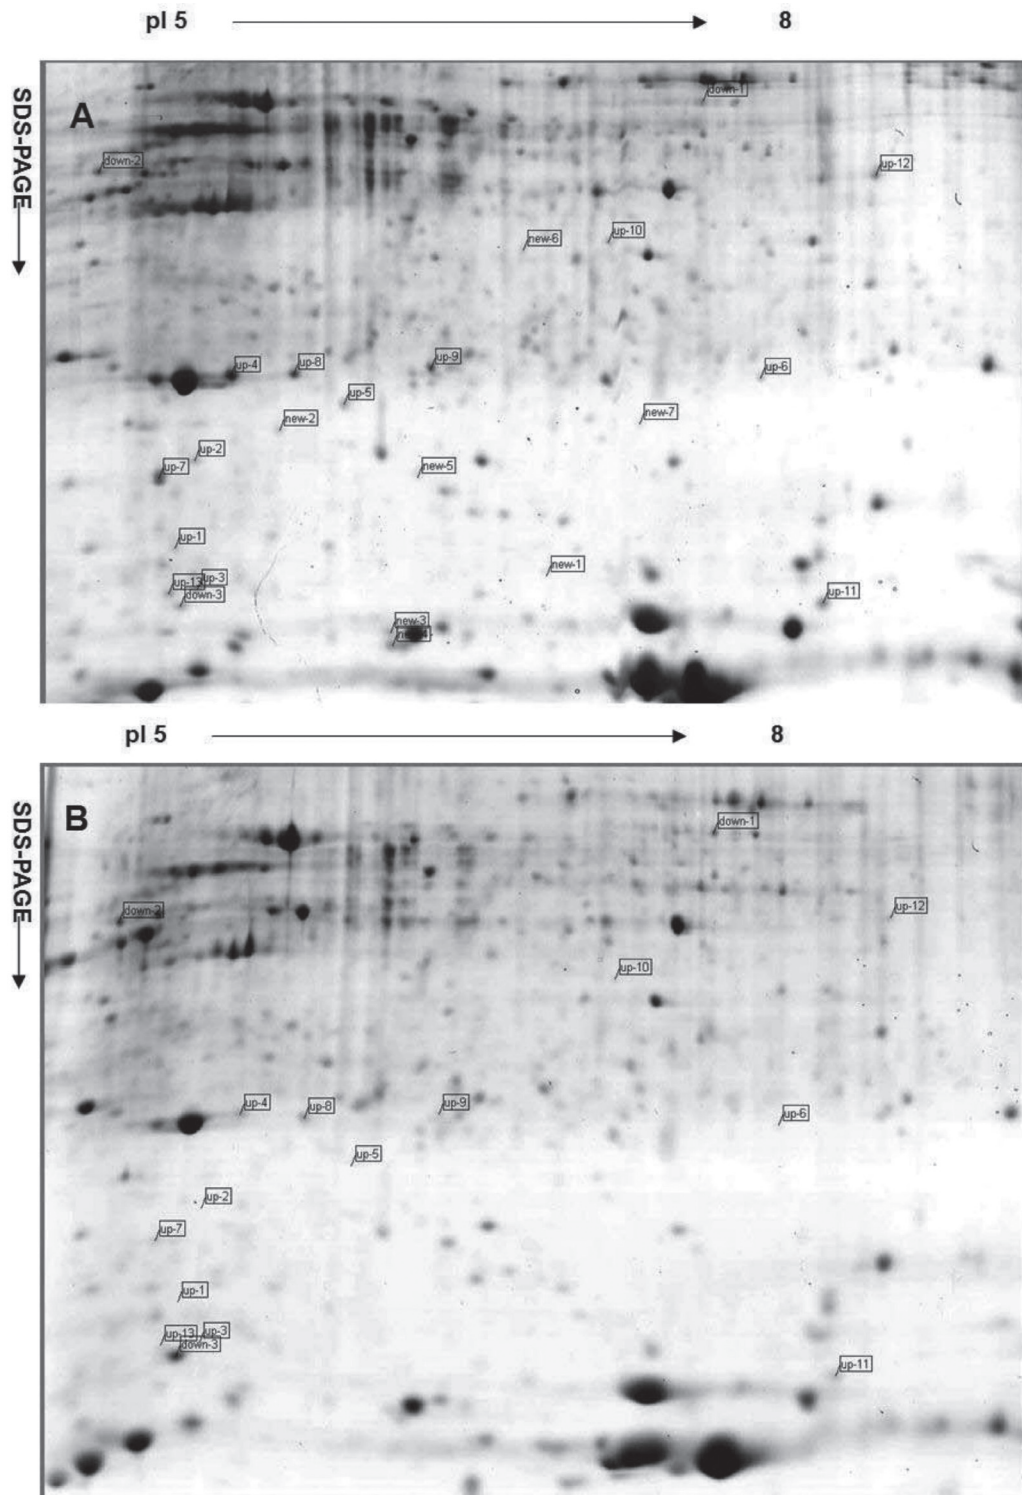 pI 5 8
SDS-PAGE
A
down-1
down-2
up-12
up-10
new-6
up-4
up-8
up-9
up-6
up-5
new-2
new-7
up-2
up-7
new-5
up-1
new-1
up-3
up-13
down-3
up-11
new-3
pI 5 8
SDS-PAGE
B
down-1
down-2
up-12
up-10
up-4
up-8
up-9
up-6
up-5
up-2
up-7
up-1
up-3
up-13
down-3
up-11